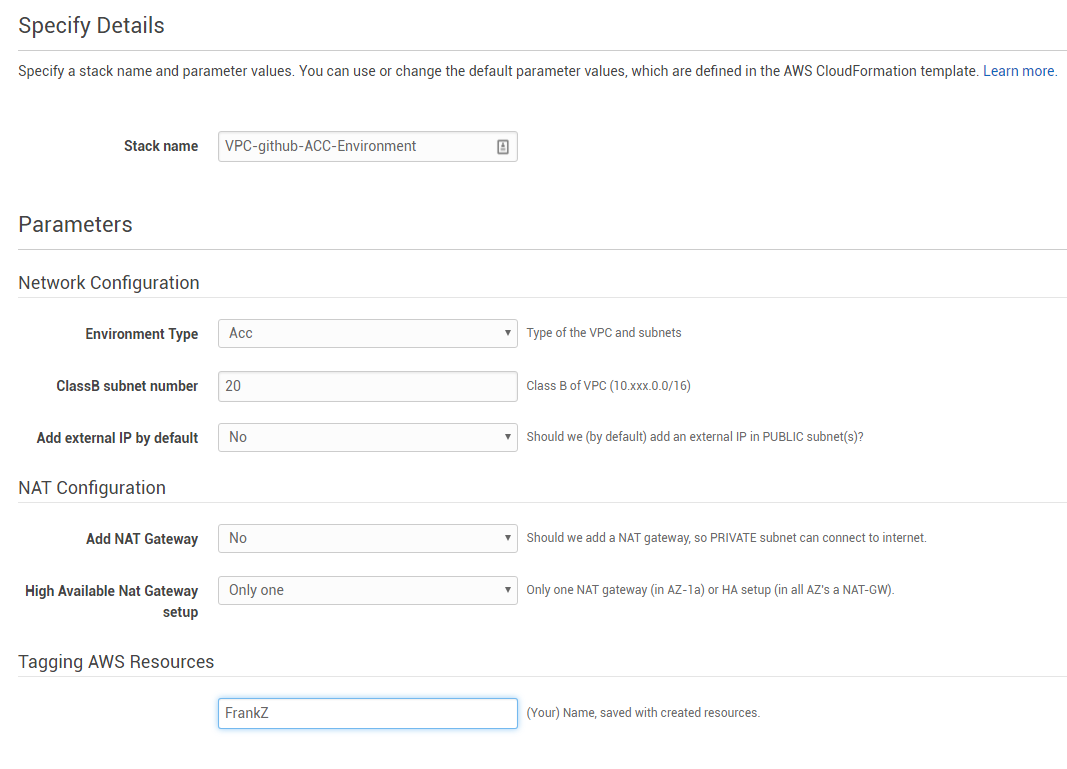 Specify Details
Specify a stack name and parameter values. You can use or change the default parameter values, which are defined in the AWS CloudFormation template. Learn more.
Stack name VPC-github-ACC-Environment
Parameters
Network Configuration
Environment Type Acc Type of the VPC and subnets
ClassB subnet number 20 Class B of VPC (10.xxx.0.0/16)
Add external IP by default No Should we (by default) add an external IP in PUBLIC subnet(s)?
NAT Configuration
Add NAT Gateway No Should we add a NAT gateway, so PRIVATE subnet can connect to internet.
High Available Nat Gateway Only one Only one NAT gateway (in AZ-1a) or HA setup (in all AZ's a NAT-GW).
setup
Tagging AWS Resources
FrankZ (Your) Name, saved with created resources.